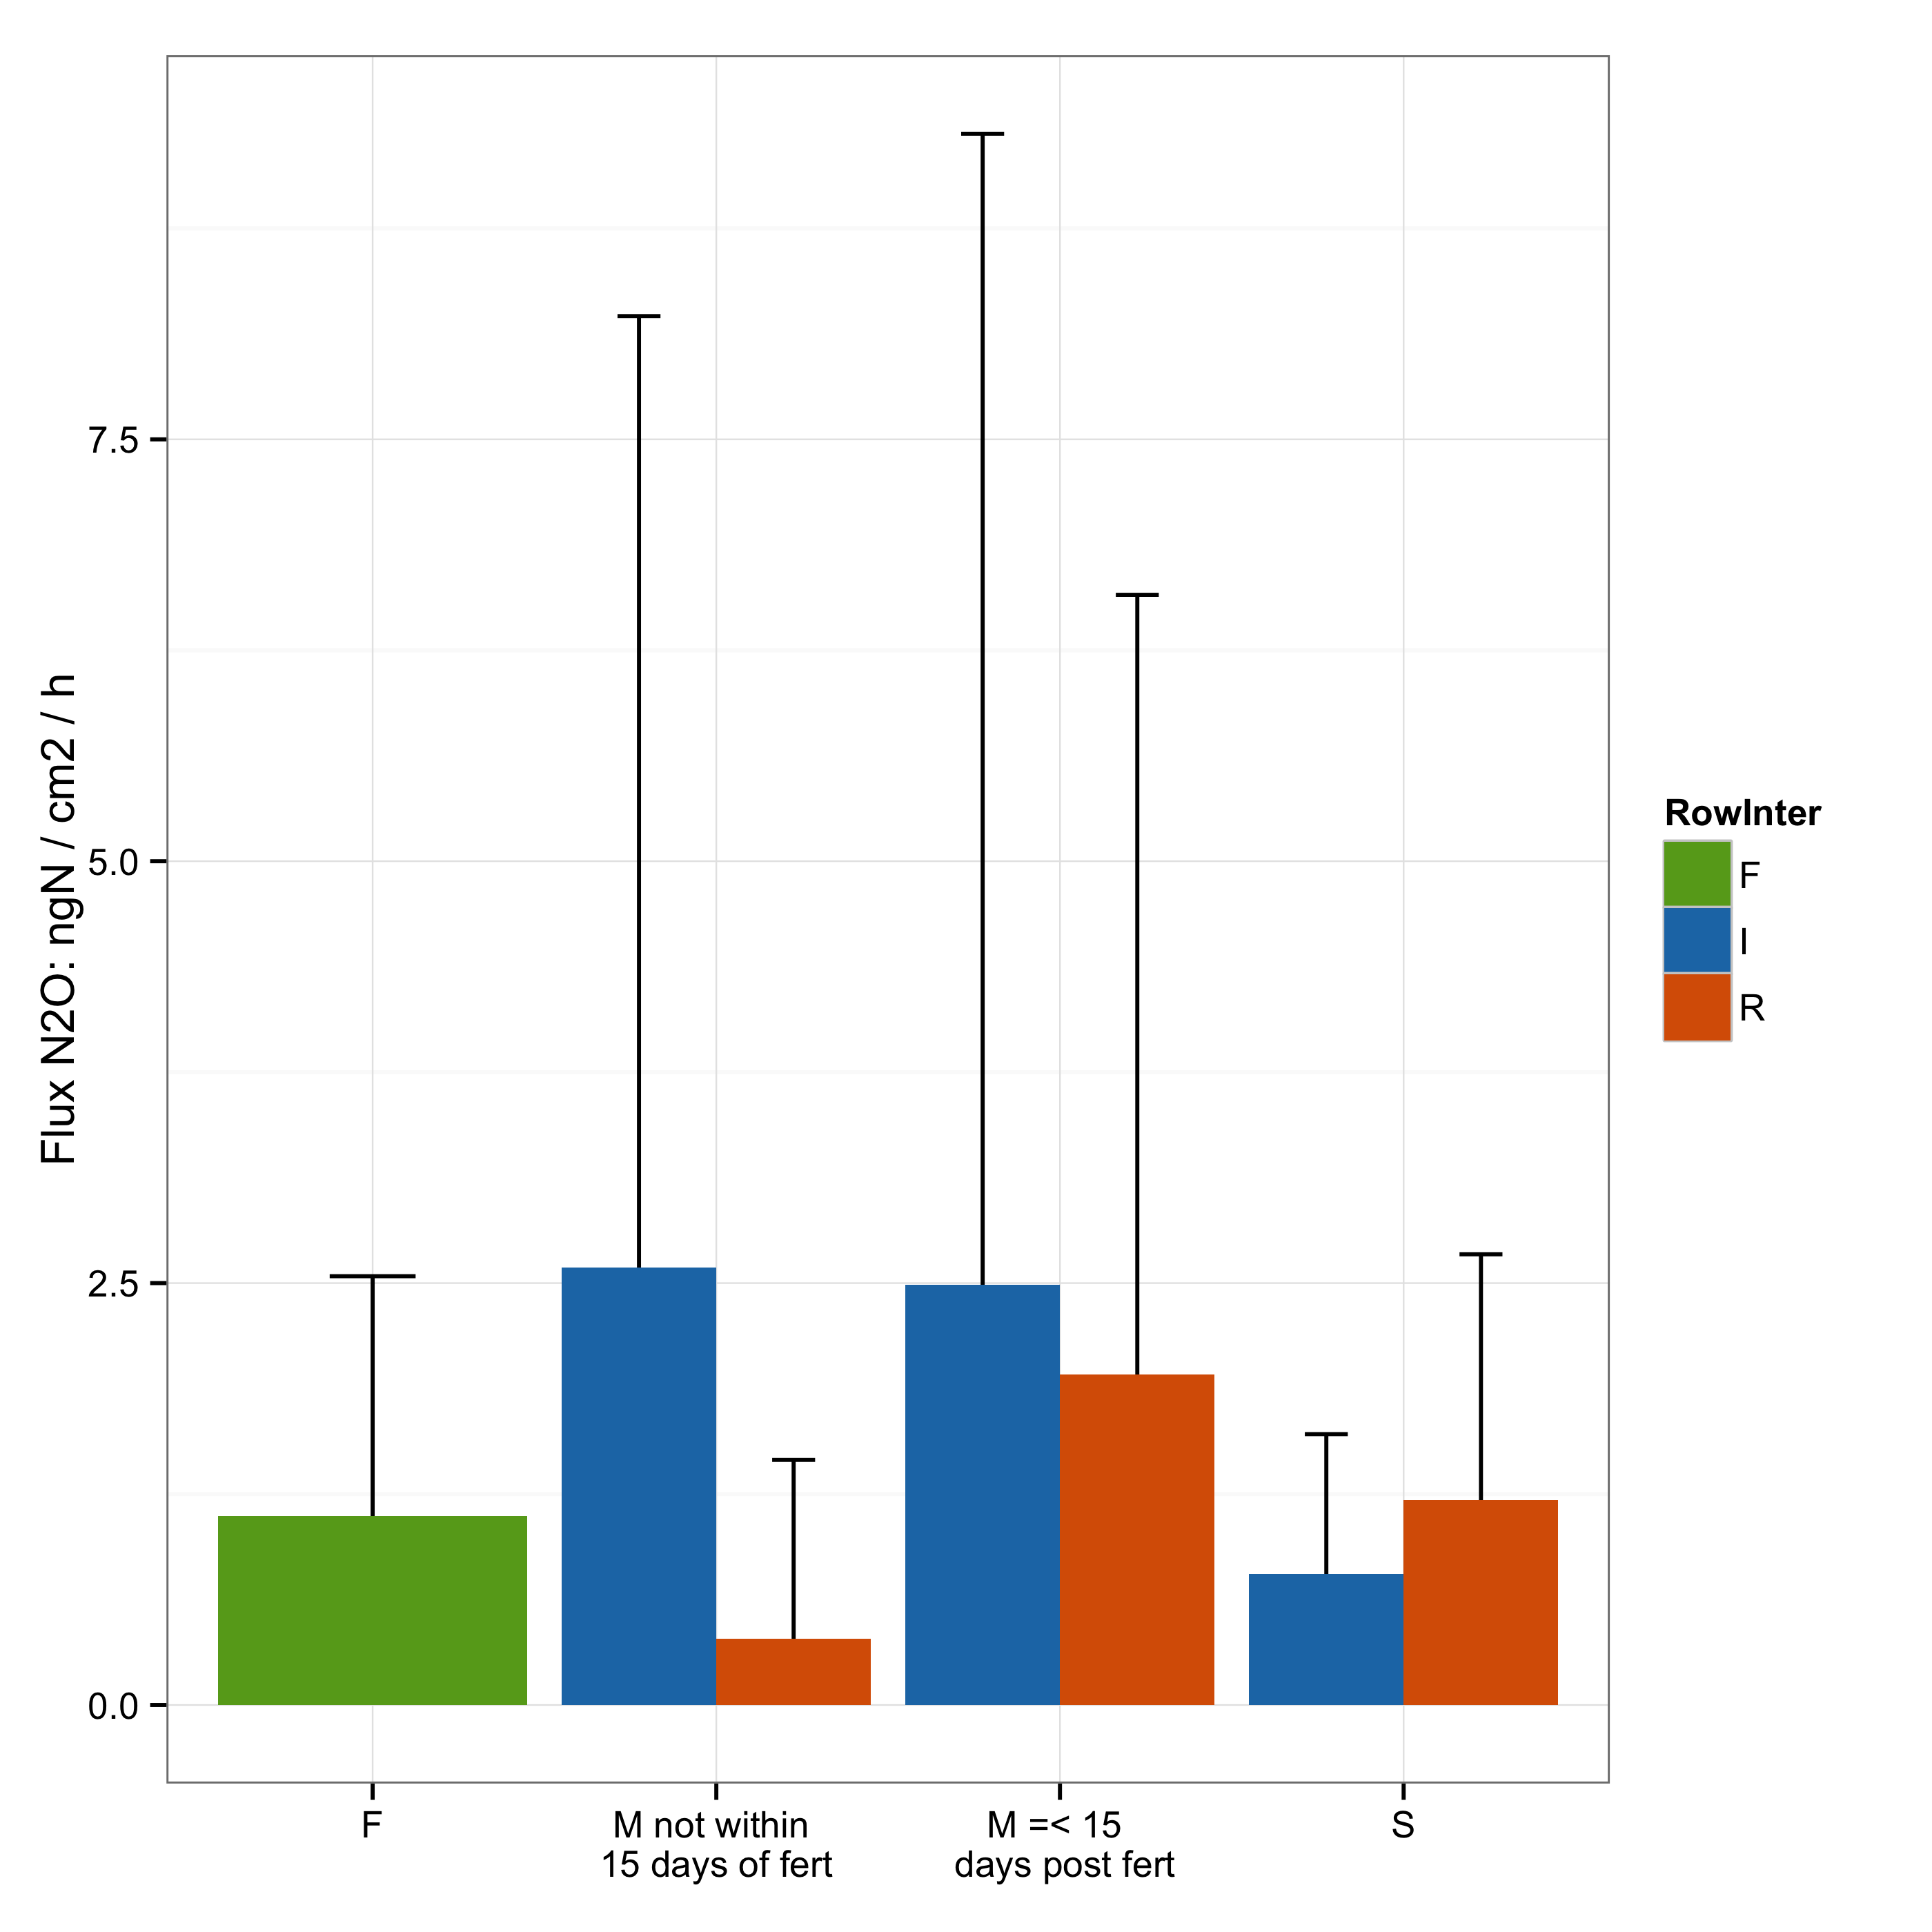 Flux N2O: ngN / cm2 / h
7.5
5.0
2.5
0.0
F
M not within
15 days of fert
M =< 15
days post fert
S
RowInter
F
I
R